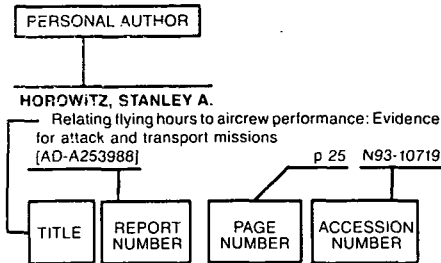 PERSONAL AUTHOR
HOROWITZ, STANLEY A.
Relating flying hours to aircrew performance: Evidence
for attack and transport missions
[AD-A253988] p 25 N93-10719
TITLE
REPORT
NUMBER
PAGE
NUMBER
ACCESSION
NUMBER